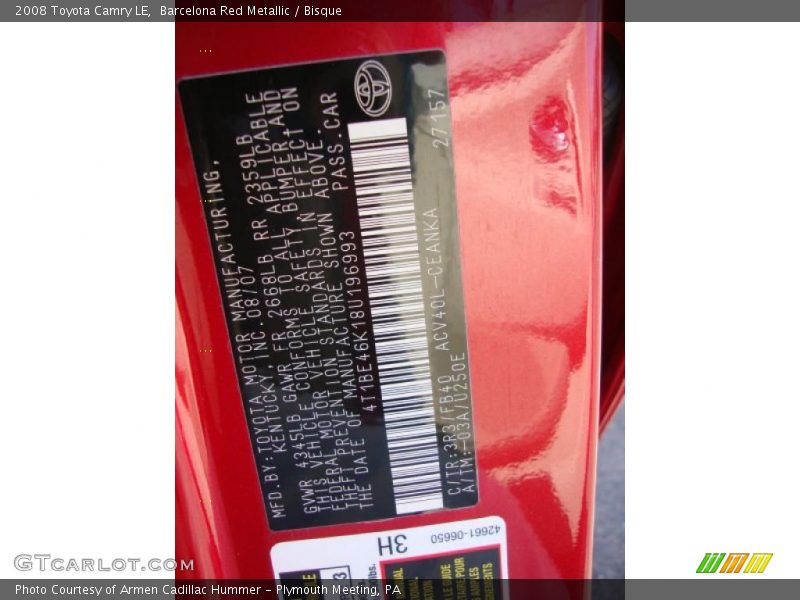 2008 Toyota Camry LE, Barcelona Red Metallic / Bisque
MFD.BY:TOYOTA MOTOR MANUFACTURING,
KENTUCKY, INC.08/07
GVWR 4345LB GAWR FR 2668LB RR 2359LB
THIS VEHICLE CONFORMS TO ALL APPLICABLE
FEDERAL MOTOR VEHICLE SAFETY, BUMPER AND
THEFT PREVENTION STANDARDS IN EFFECT ON
THE DATE OF MANUFACTURE SHOWN ABOVE.
4T1BE46K18U196993 PASS.CAR
C/TR:3R3/FB40 ACV40L-CEANKA 27157
A/TM:-03A/U250E
3H
42661-06650
GTCarLot.com
Photo Courtesy of Armen Cadillac Hummer - Plymouth Meeting, PA